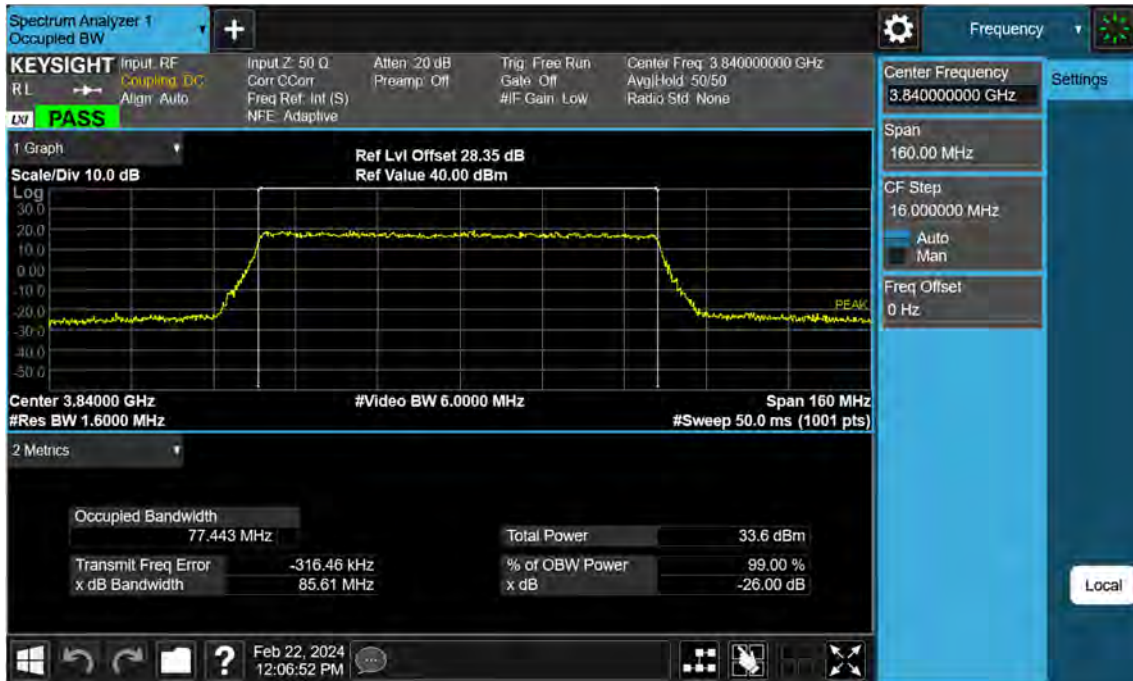 Spectrum Analyzer 1
Occupied BW
+
Frequency
KEYSIGHT
RL
LXI
PASS
Input: RF
Coupling: DC
Align: Auto
Input Z: 50 Ω
Corr CCorr
Freq Ref: Int (S)
NFE: Adaptive
Atten: 20 dB
Preamp: Off
Trig: Free Run
Gate: Off
#IF Gain: Low
Center Freq: 3.840000000 GHz
Avg|Hold: 50/50
Radio Std: None
Center Frequency
3.840000000 GHz
Settings
Span
160.00 MHz
CF Step
16.000000 MHz
Auto
Man
Freq Offset
0 Hz
1 Graph
Scale/Div 10.0 dB
Ref Lvl Offset 28.35 dB
Ref Value 40.00 dBm
Log
30.0
20.0
10.0
0.00
-10.0
-20.0
-30.0
-40.0
-50.0
PEAK
Center 3.84000 GHz
#Video BW 6.0000 MHz
Span 160 MHz
#Res BW 1.6000 MHz
#Sweep 50.0 ms (1001 pts)
2 Metrics
Occupied Bandwidth
77.443 MHz
Total Power 33.6 dBm
Transmit Freq Error -316.46 kHz
% of OBW Power 99.00 %
x dB Bandwidth 85.61 MHz
x dB -26.00 dB
Local
?
Feb 22, 2024
12:06:52 PM